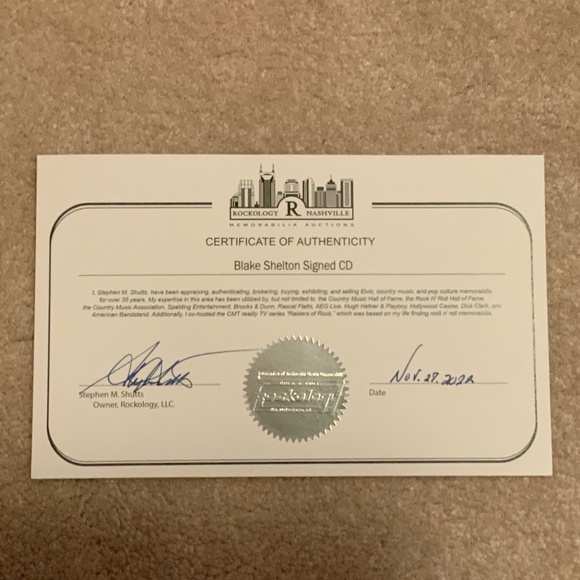 ROCKOLOGY R NASHVILLE
MEMORABILIA AUCTIONS
CERTIFICATE OF AUTHENTICITY
Blake Shelton Signed CD
I, Stephen M. Shutts, have been appraising, authenticating, brokering, buying, exhibiting, and selling Elvis, country music, and pop culture memorabilia
for over 35 years. My expertise in this area has been utilized by, but not limited to, the Country Music Hall of Fame, the Rock N' Roll Hall of Fame,
the Country Music Association, Spalding Entertainment, Brooks & Dunn, Rascal Flatts, AEG Live, Hugh Hefner & Playboy, Hollywood Casino, Dick Clark, and
American Bandstand. Additionally, I co-hosted the CMT reality TV series "Raiders of Rock," which was based on my life finding rock n' roll memorabilia.
Nov. 27. 2022
Stephen M. Shutts
Owner, Rockology, LLC.
Date
rockology